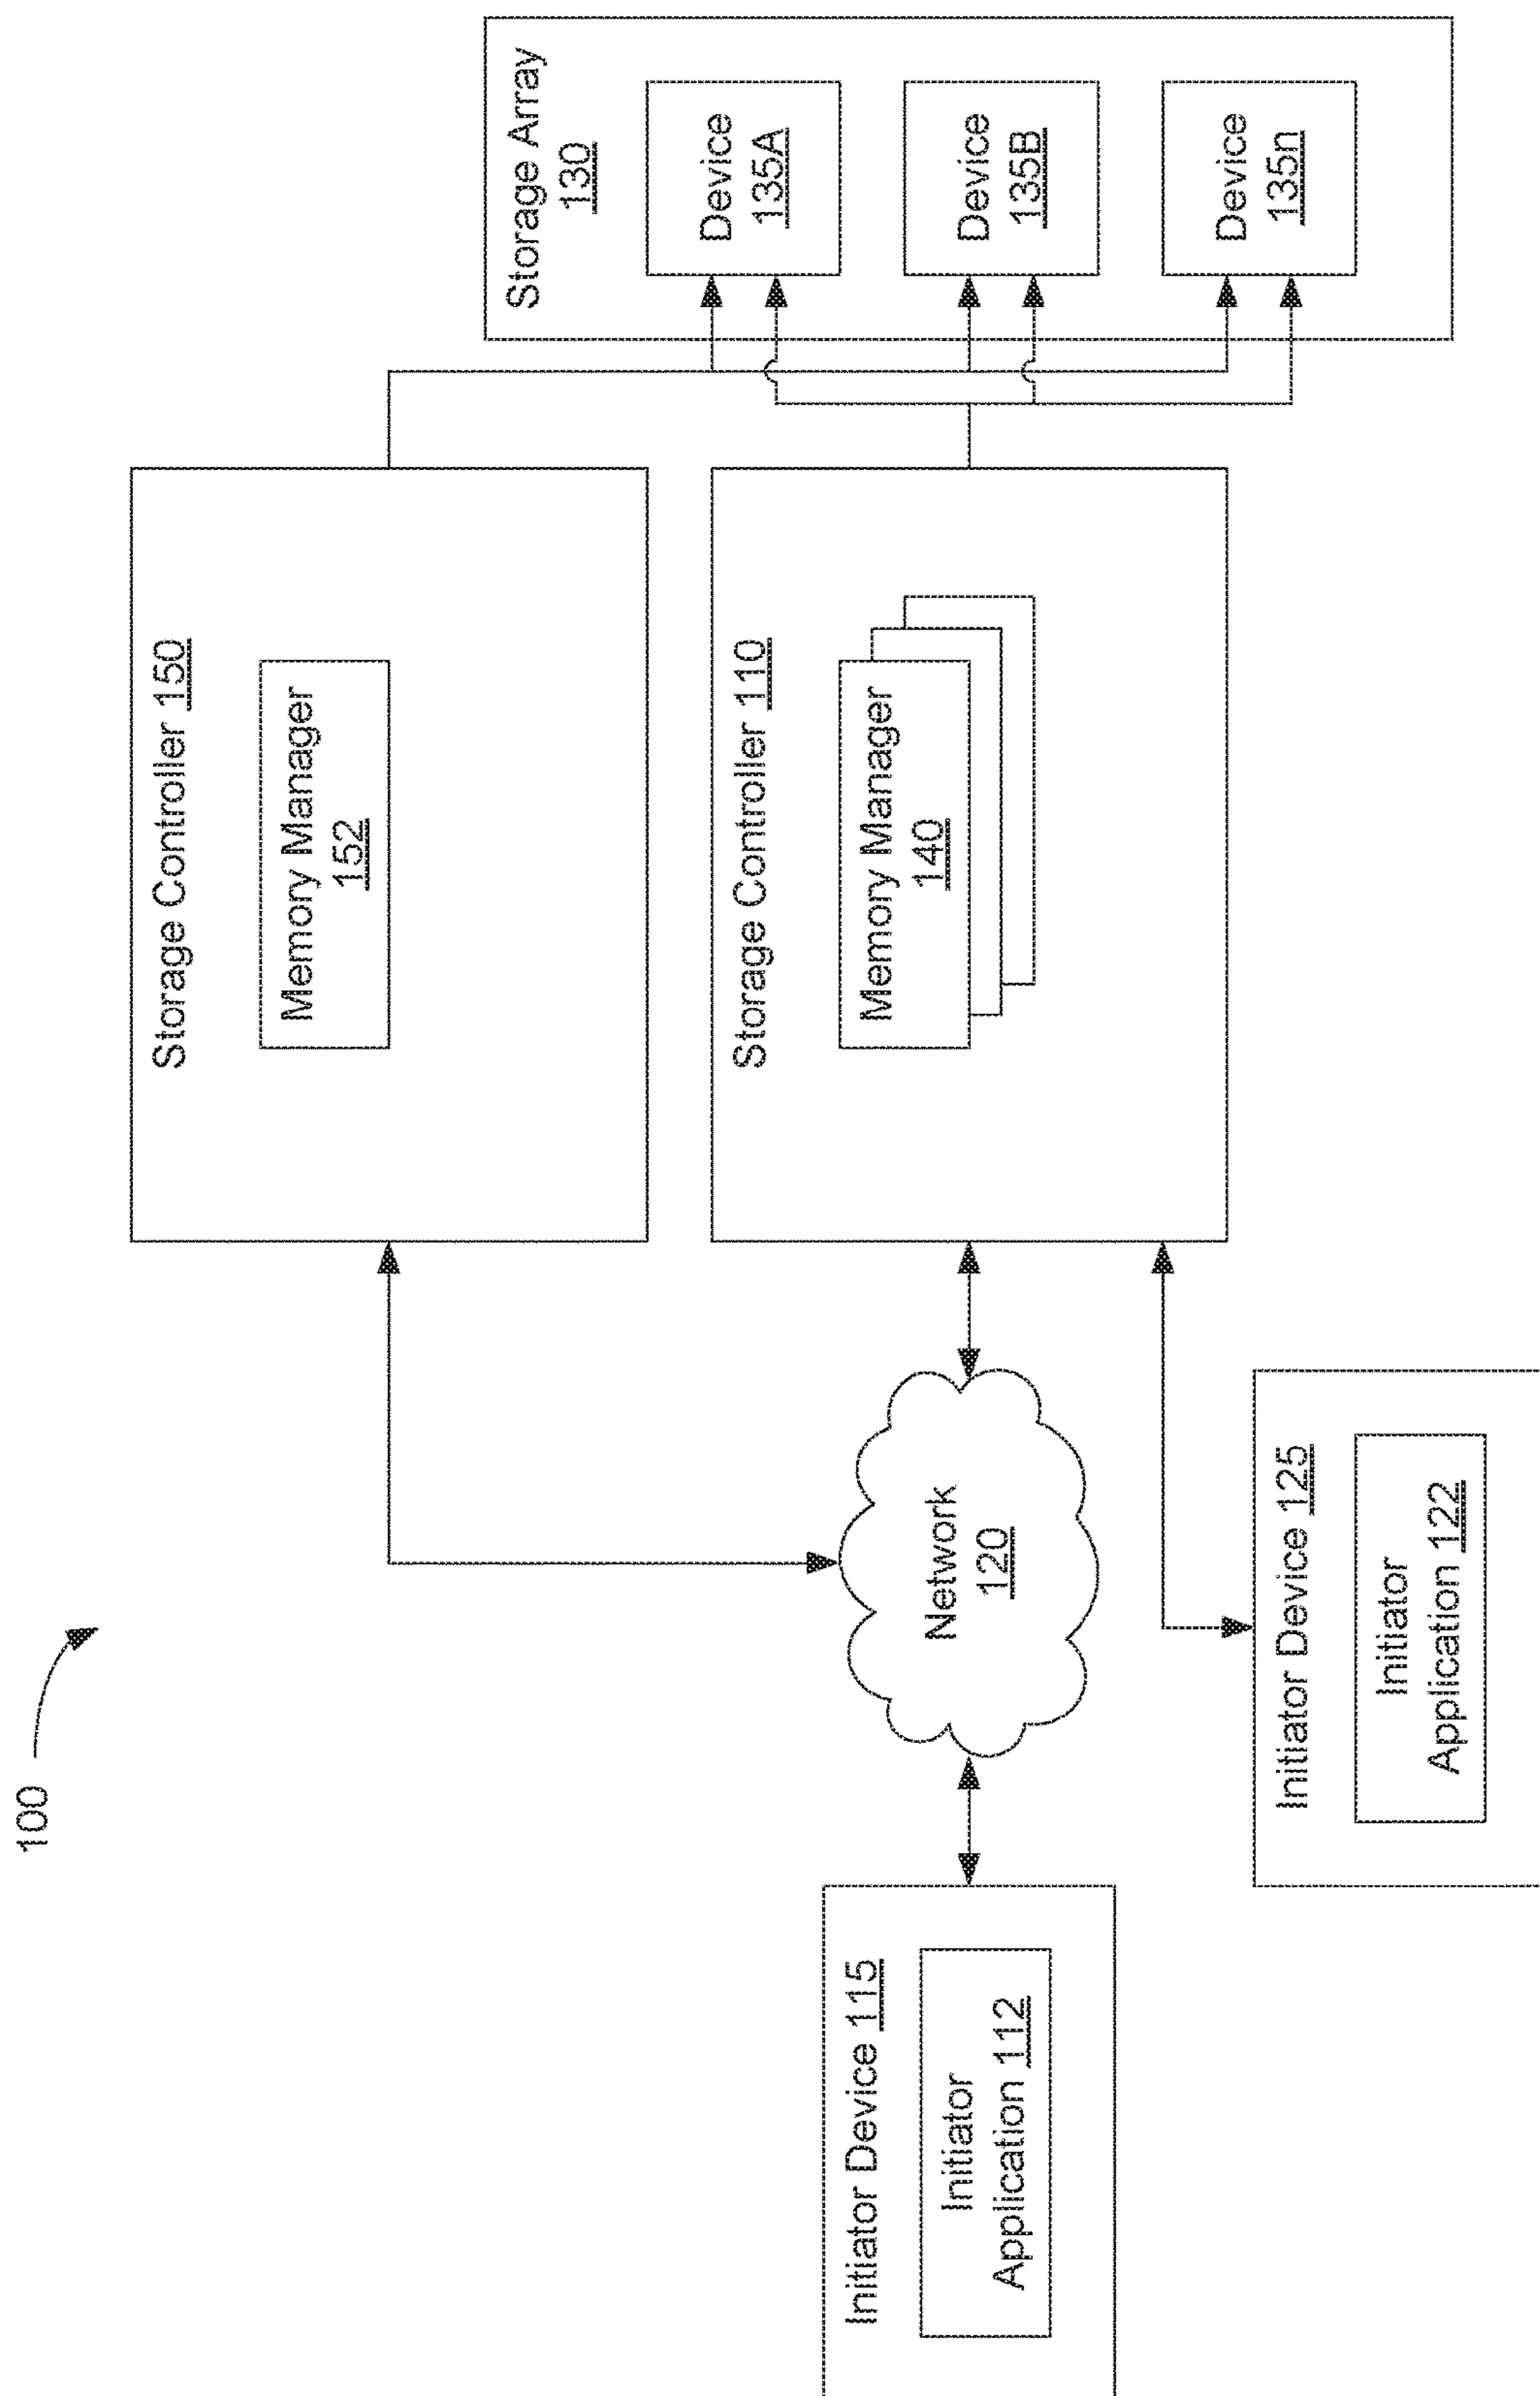 100
Storage Controller 150
Memory Manager
152
Storage Array
130
Device
135A
Device
135B
Device
135n
Storage Controller 110
Memory Manager
140
Network
120
Initiator Device 115
Initiator
Application 112
Initiator Device 125
Initiator
Application 122